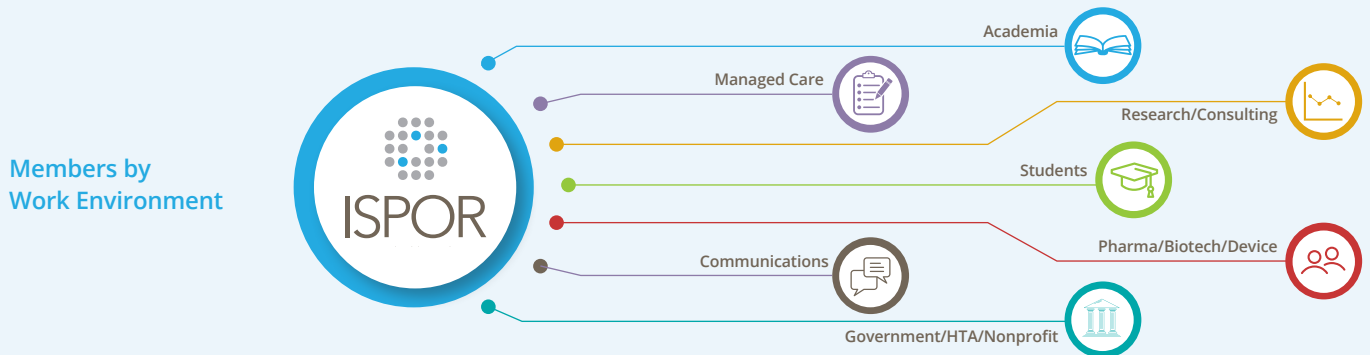 Members by
Work Environment
ISPOR
Academia
Managed Care
Research/Consulting
Students
Pharma/Biotech/Device
Communications
Government/HTA/Nonprofit